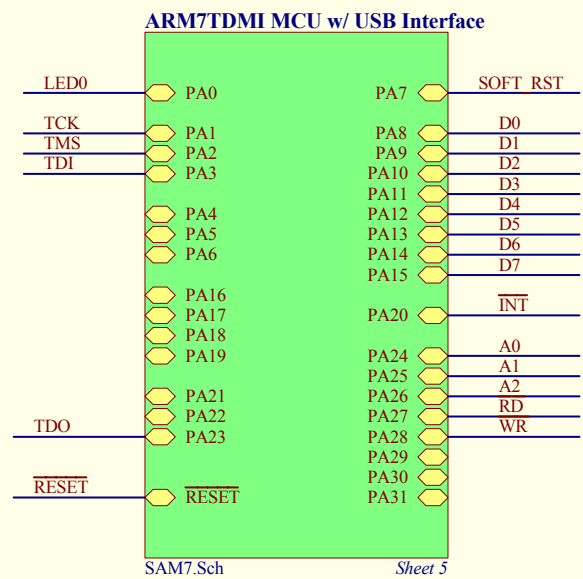 ARM7TDMI MCU w/ USB Interface
LED0 PA0 PA7 SOFT_RST
TCK PA1 PA8 D0
TMS PA2 PA9 D1
TDI PA3 PA10 D2
PA11 D3
PA4 PA12 D4
PA5 PA13 D5
PA6 PA14 D6
PA15 D7
PA16
PA17 PA20 INT
PA18
PA19 PA24 A0
PA25 A1
PA21 PA26 A2
PA22 PA27 RD
TDO PA23 PA28 WR
PA29
PA30
RESET RESET PA31
SAM7.Sch Sheet 5